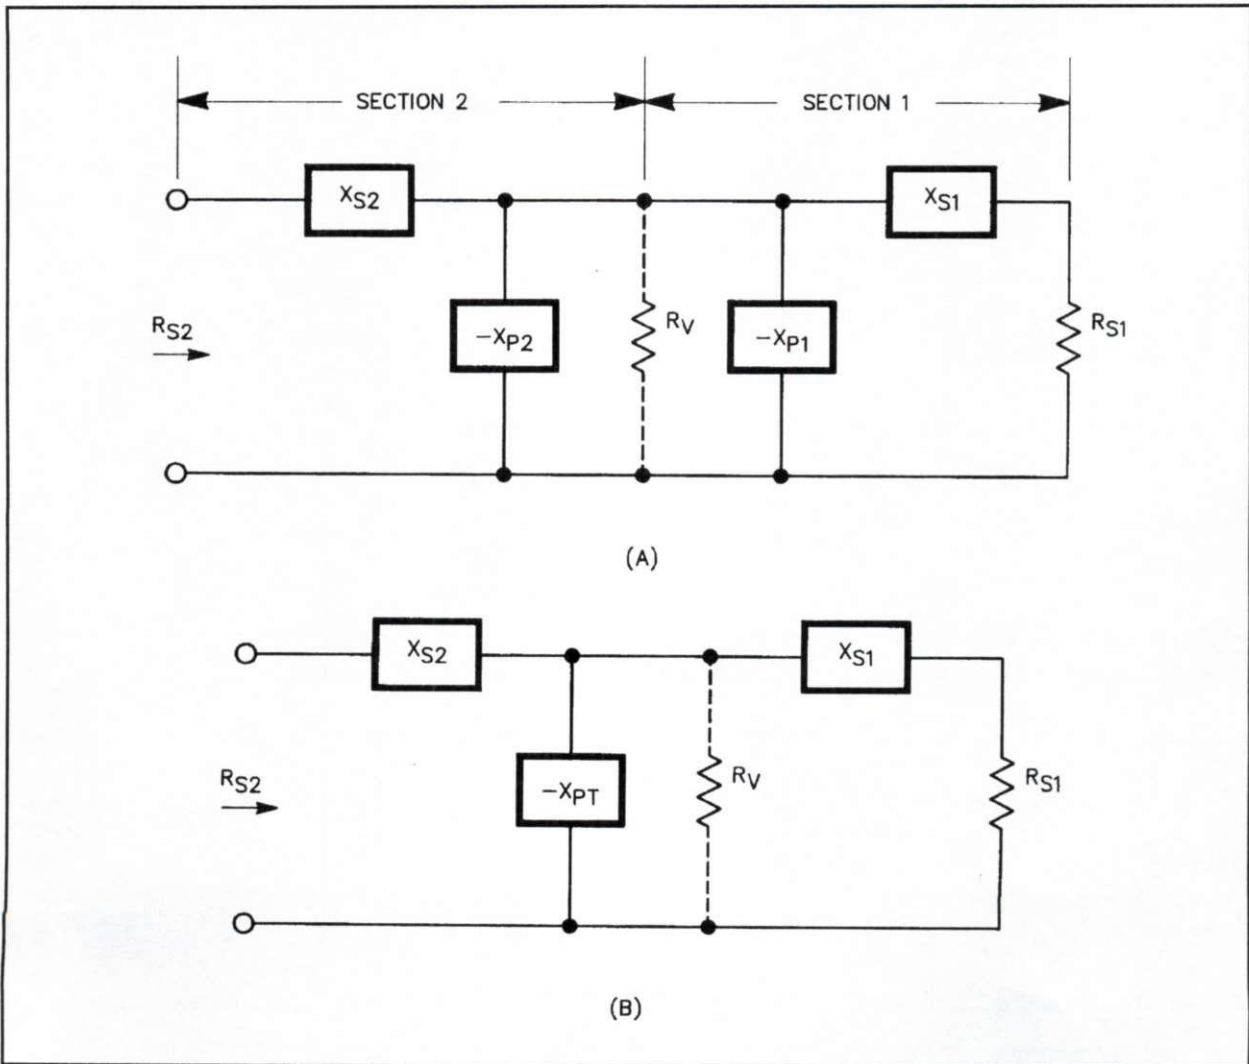 SECTION 2 SECTION 1
XS2 XS1
RS2 -XP2 RV -XP1 RS1
(A)
XS2 XS1
RS2 -XPT RV RS1
(B)